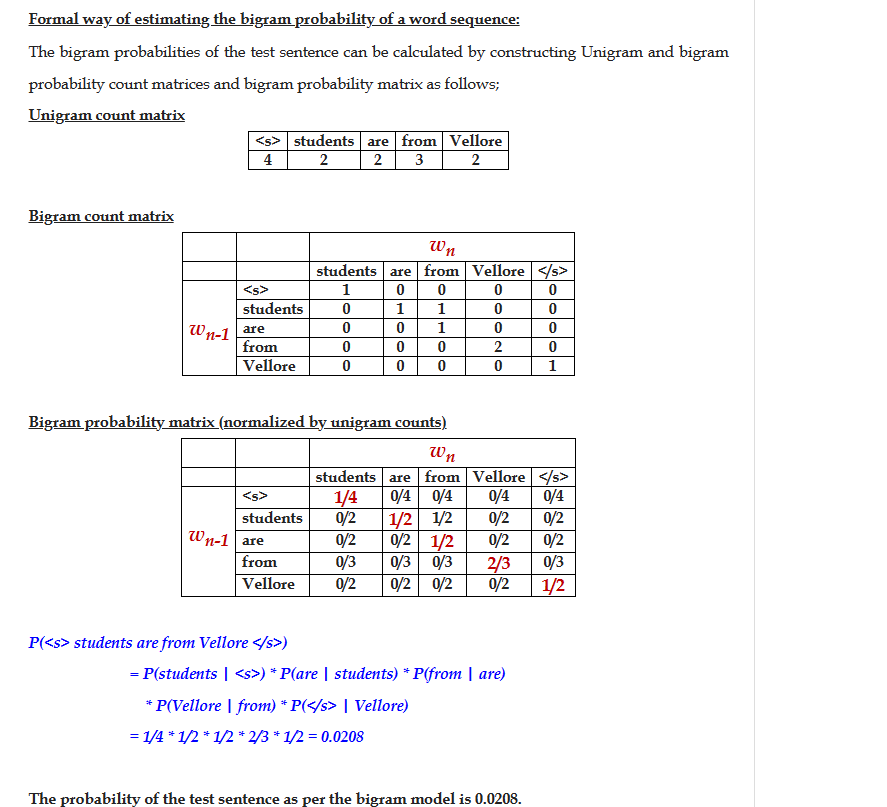 Formal way of estimating the bigram probability of a word sequence:
The bigram probabilities of the test sentence can be calculated by constructing Unigram and bigram
probability count matrices and bigram probability matrix as follows;
Unigram count matrix
<s> students are from Vellore
4 2 2 3 2
Bigram count matrix
wn
students are from Vellore </s>
<s> 1 0 0 0 0
students 0 1 1 0 0
wn-1 are 0 0 1 0 0
from 0 0 0 2 0
Vellore 0 0 0 0 1
Bigram probability matrix (normalized by unigram counts)
wn
students are from Vellore </s>
<s> 1/4 0/4 0/4 0/4 0/4
students 0/2 1/2 1/2 0/2 0/2
wn-1 are 0/2 0/2 1/2 0/2 0/2
from 0/3 0/3 0/3 2/3 0/3
Vellore 0/2 0/2 0/2 0/2 1/2
P(<s> students are from Vellore </s>)
= P(students | <s>) * P(are | students) * P(from | are)
* P(Vellore | from) * P(</s> | Vellore)
= 1/4 * 1/2 * 1/2 * 2/3 * 1/2 = 0.0208
The probability of the test sentence as per the bigram model is 0.0208.